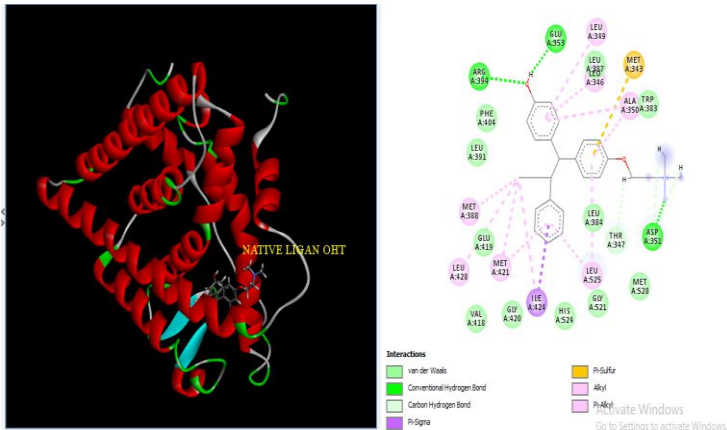 NATIVE LIGAN OHT
GLU
A:353
LEU
A:349
ARG
A:394
LEU
A:387
LEU
A:346
MET
A:343
ALA
A:350
TRP
A:383
PHE
A:404
LEU
A:391
MET
A:388
LEU
A:384
GLU
A:419
THR
A:347
ASP
A:351
LEU
A:428
MET
A:421
LEU
A:525
MET
A:528
ILE
A:424
VAL
A:418
GLY
A:420
HIS
A:524
GLY
A:521
H
H
H
Interactions
van der Waals
Conventional Hydrogen Bond
Carbon Hydrogen Bond
Pi-Sigma
Pi-Sulfur
Alkyl
Pi-Alkyl
Activate Windows
Go to Settings to activate Windows